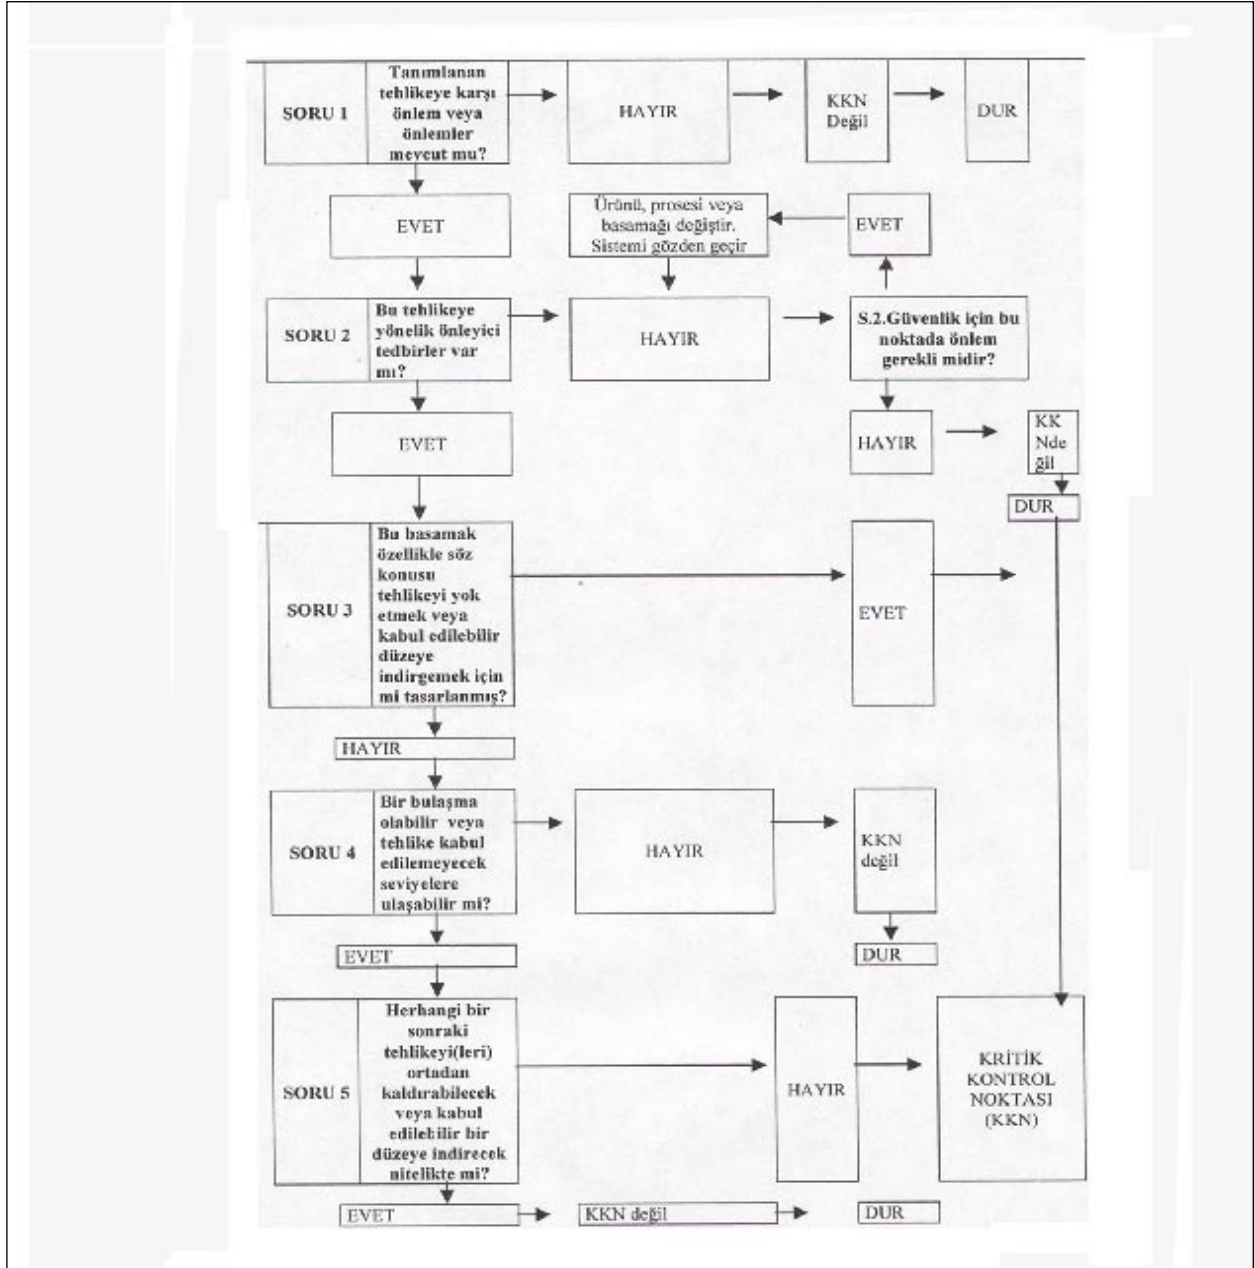 SORU 1
Tanımlanan
tehlikeye karşı
önlem veya
önlemler
mevcut mu?
HAYIR
KKN
Değil
DUR
EVET
Ürünü, prosesi veya
basamağı değiştir.
Sistemi gözden geçir
EVET
SORU 2
Bu tehlikeye
yönelik önleyici
tedbirler var
mı?
HAYIR
S.2.Güvenlik için bu
noktada önlem
gerekli midir?
EVET
HAYIR
KK
Nde
ğil
DUR
SORU 3
Bu basamak
özellikle söz
konusu
tehlikeyi yok
etmek veya
kabul edilebilir
düzeye
indirgemek için
mi tasarlanmış?
EVET
HAYIR
SORU 4
Bir bulaşma
olabilir veya
tehlike kabul
edilemeyecek
seviyelere
ulaşabilir mi?
HAYIR
KKN
değil
EVET
DUR
SORU 5
Herhangi bir
sonraki
tehlikeyi(leri)
ortadan
kaldırabilecek
veya kabul
edilebilir bir
düzeye indirecek
nitelikte mi?
HAYIR
KRİTİK
KONTROL
NOKTASI
(KKN)
EVET
KKN değil
DUR